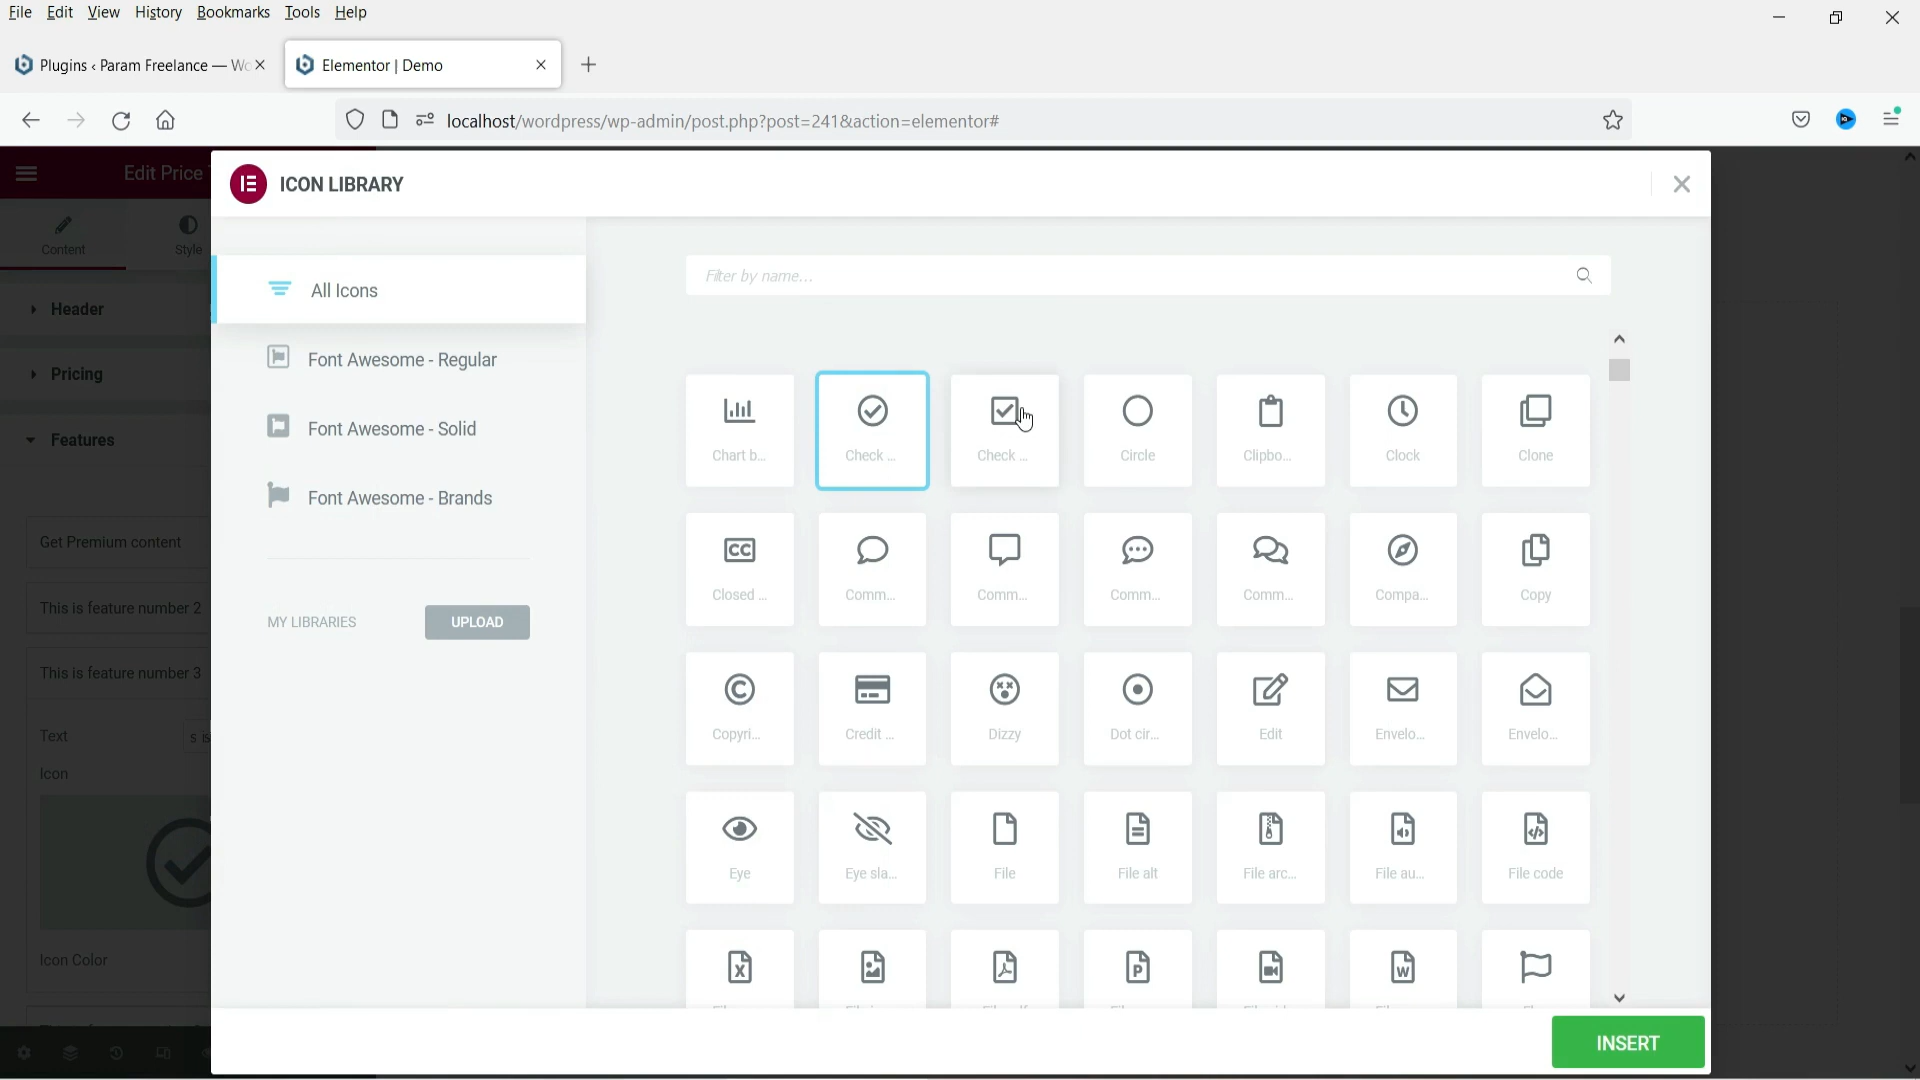 File Edit View History Bookmarks Tools Help
Plugins ‹ Param Freelance — Wo
Elementor | Demo
localhost/wordpress/wp-admin/post.php?post=241&action=elementor#
Edit Price
ICON LIBRARY
Content
Style
Filter by name...
All Icons
Header
Font Awesome - Regular
Pricing
Font Awesome - Solid
Features
Font Awesome - Brands
Chart b...
Check ...
Check ...
Circle
Clipbo...
Clock
Clone
Get Premium content
This is feature number 2
MY LIBRARIES
UPLOAD
Closed ...
Comm...
Comm...
Comm...
Comm...
Compa...
Copy
This is feature number 3
Text
s is
Icon
Copyri...
Credit ...
Dizzy
Dot cir...
Edit
Envelo...
Envelo...
Eye
Eye sla...
File
File alt
File arc...
File au...
File code
Icon Color
INSERT